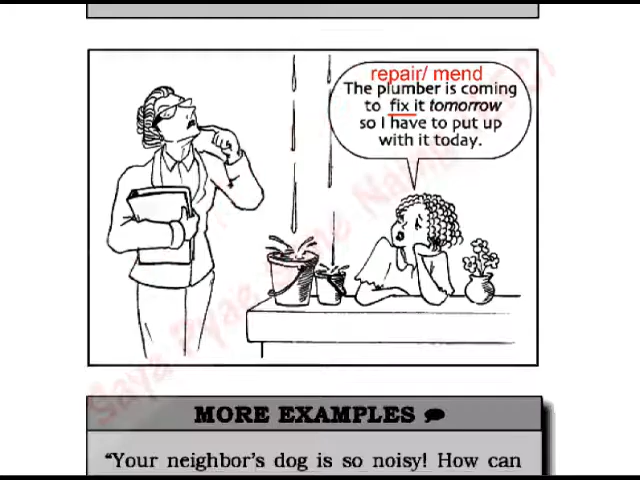 repair/ mend
The plumber is coming
to fix it tomorrow
so I have to put up
with it today.
MORE EXAMPLES
“Your neighbor’s dog is so noisy! How can